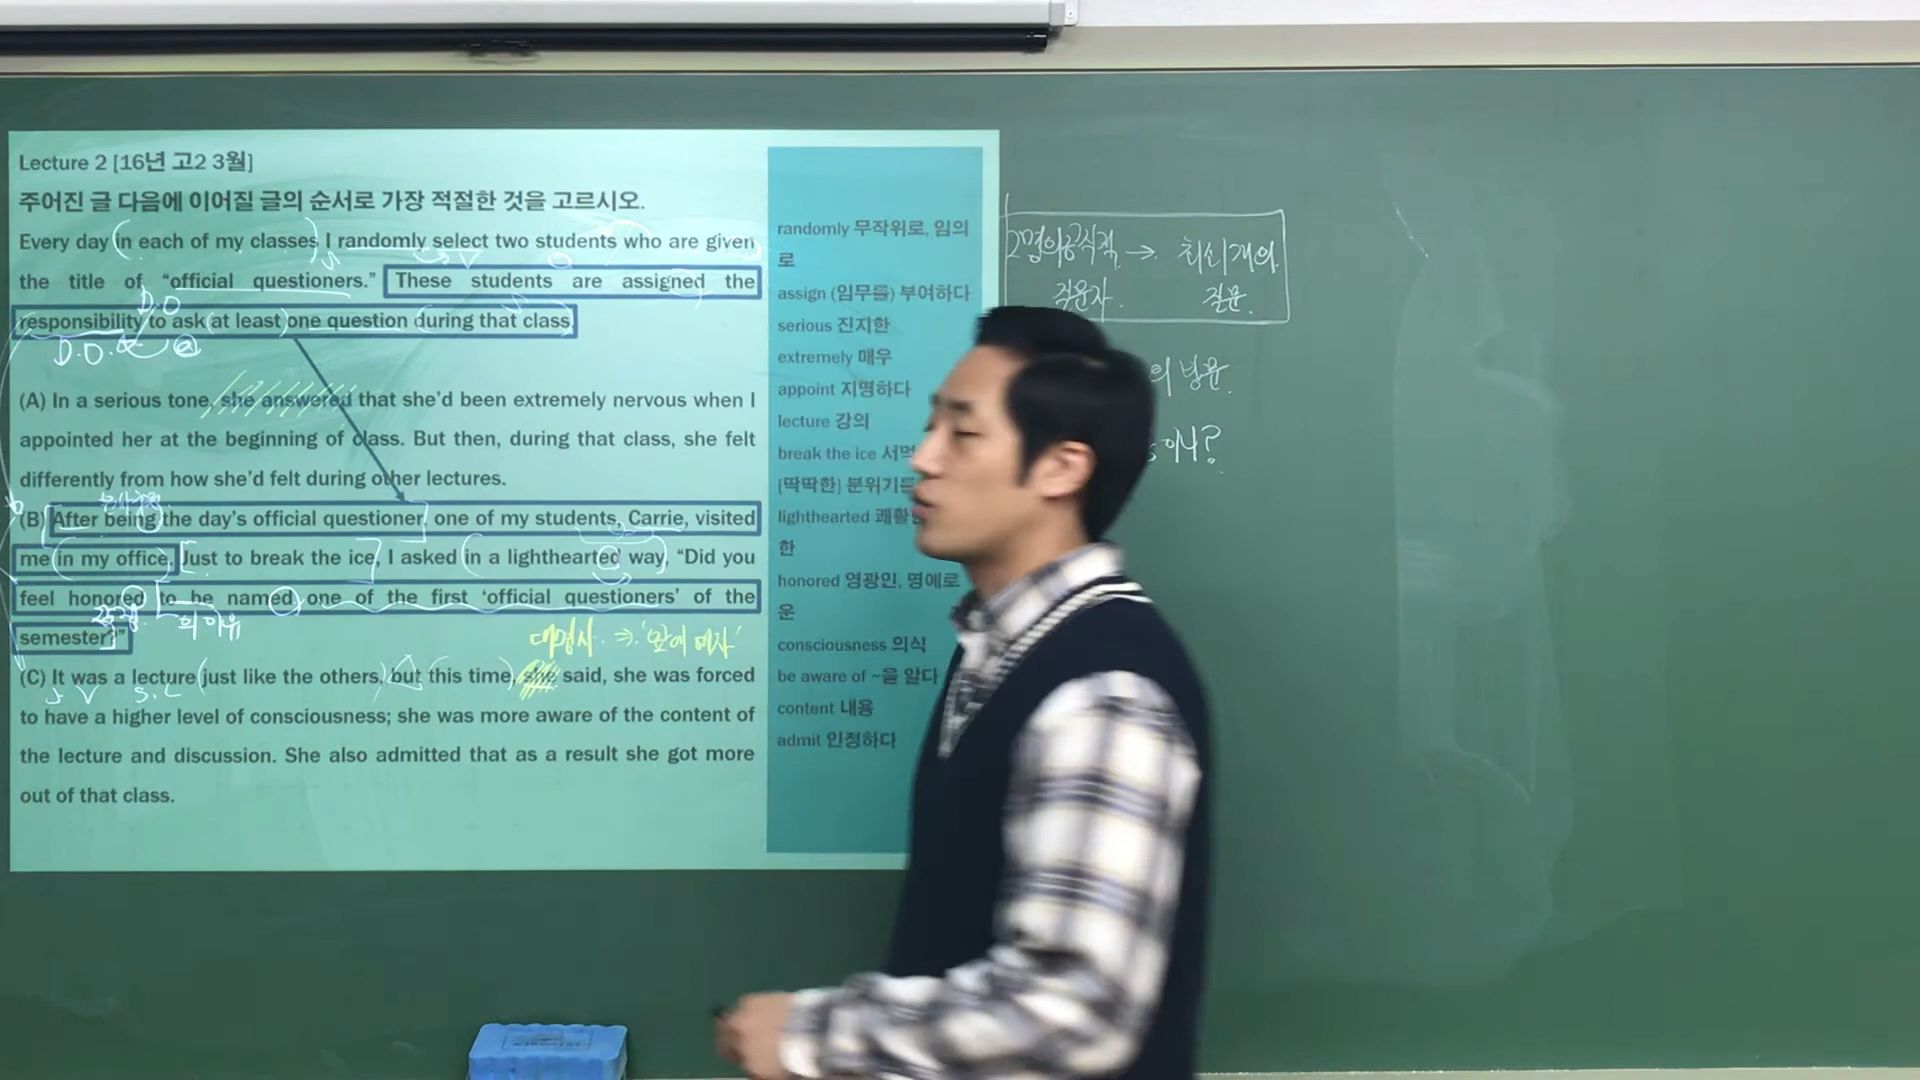 Lecture 2 [16년 고2 3월]
주어진 글 다음에 이어질 글의 순서로 가장 적절한 것을 고르시오.
Every day in each of my classes I randomly select two students who are given
the title of “official questioners.” These students are assigned the
responsibility to ask at least one question during that class.
D.O
D.O.
(A) In a serious tone, she answered that she’d been extremely nervous when I
appointed her at the beginning of class. But then, during that class, she felt
differently from how she’d felt during other lectures.
(B) After being the day’s official questioner, one of my students, Carrie, visited
me in my office. Just to break the ice, I asked in a lighthearted way, “Did you
feel honored to be named one of the first ‘official questioners’ of the
semester?”
대명사 ⇒ '앞에 예자'
(C) It was a lecture just like the others, but this time, she said, she was forced
S V S.C
to have a higher level of consciousness; she was more aware of the content of
the lecture and discussion. She also admitted that as a result she got more
out of that class.
randomly 무작위로, 임의
로
assign (임무를) 부여하다
serious 진지한
extremely 매우
appoint 지명하다
lecture 강의
break the ice
[딱딱한] 분위기를
lighthearted
한
honored 영광인, 명예로
운
consciousness 의식
be aware of ~을 알다
content 내용
admit 인정하다
2명의 공식적 → 최소1개의
질문자. 질문.
의 방문.
이니?